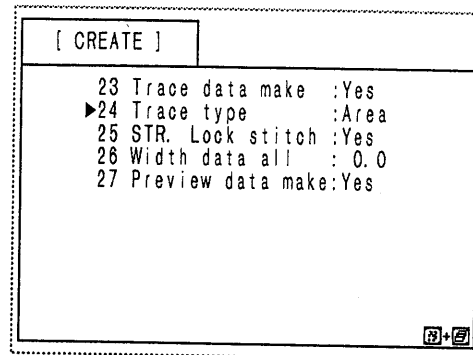 [ CREATE ]
23 Trace data make :Yes
▶24 Trace type :Area
25 STR. Lock stitch :Yes
26 Width data all : 0.0
27 Preview data make:Yes